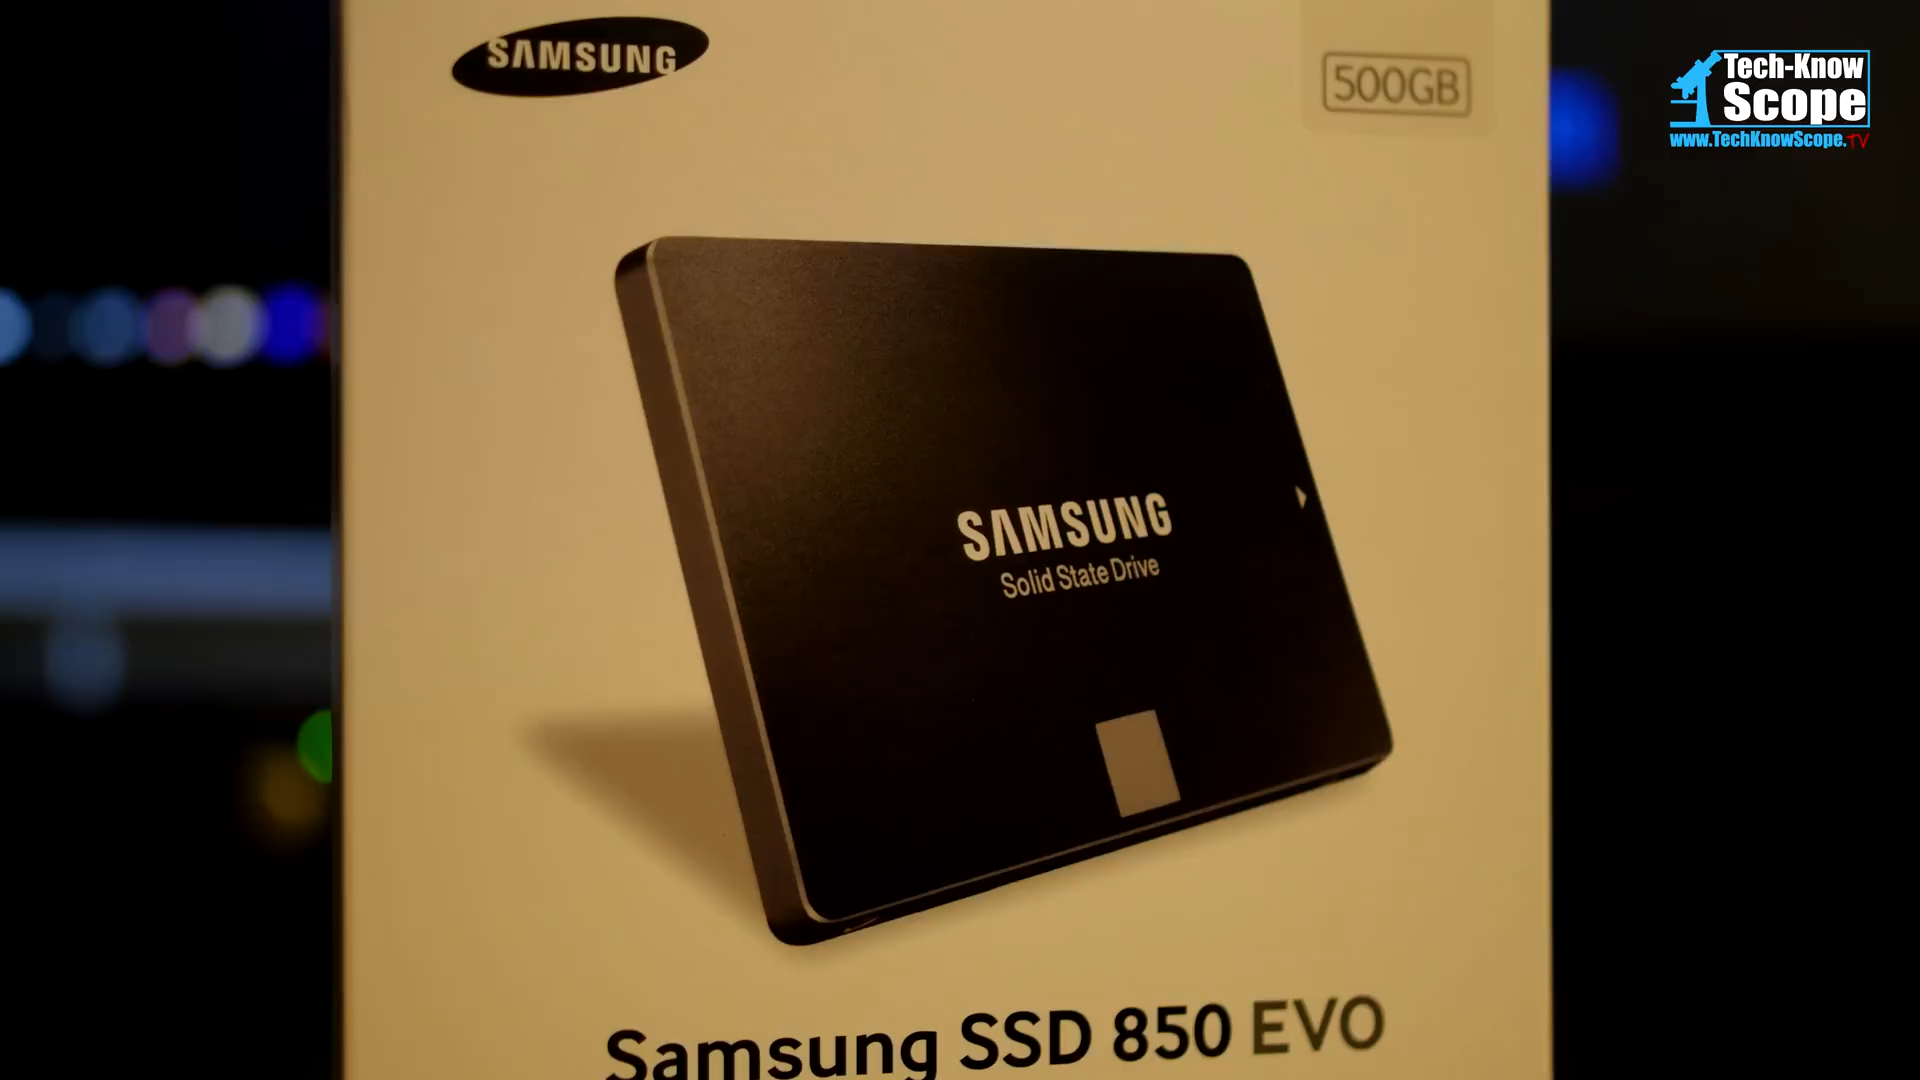 SAMSUNG
500GB
Tech-Know
Scope
www.TechKnowScope.TV
SAMSUNG
Solid State Drive
Samsung SSD 850 EVO